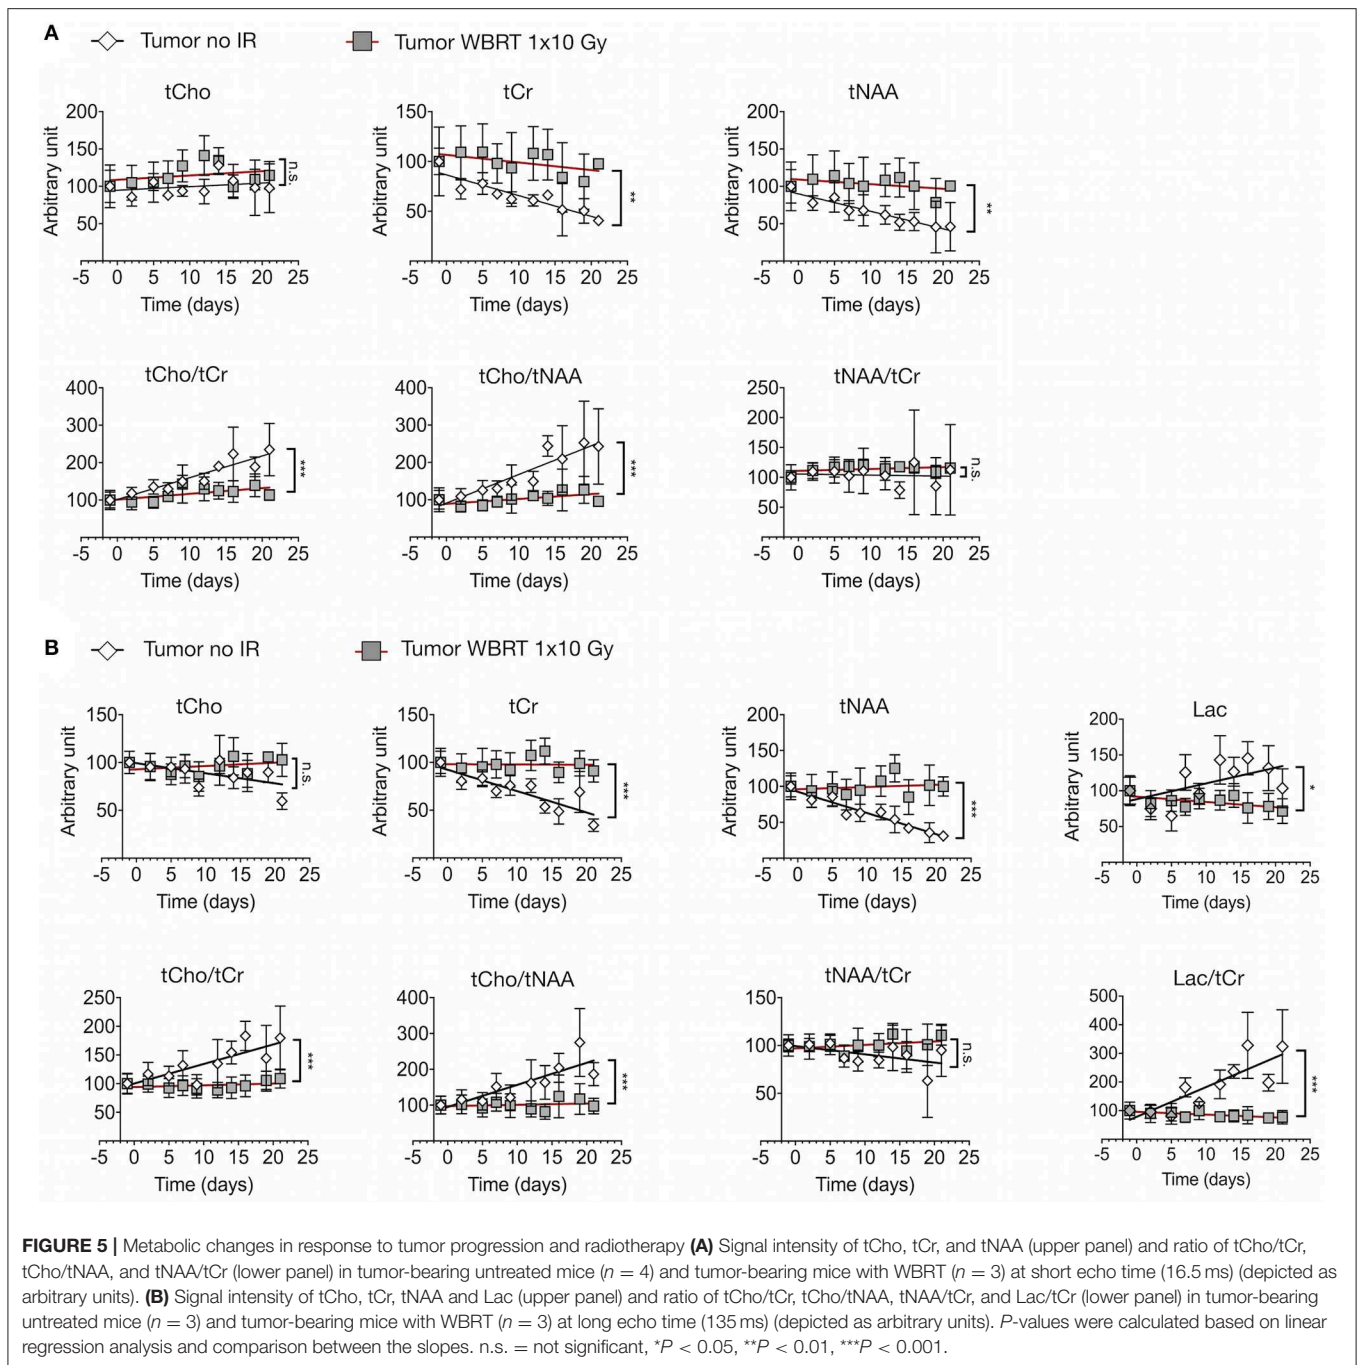 A
Tumor no IR
Tumor WBRT 1x10 Gy
tCho
Arbitrary unit
200
150
100
50
n.s.
-5 0 5 10 15 20 25
Time (days)
tCr
Arbitrary unit
150
100
50
**
-5 0 5 10 15 20 25
Time (days)
tNAA
Arbitrary unit
200
150
100
50
**
-5 0 5 10 15 20 25
Time (days)
tCho/tCr
400
300
200
100
***
-5 0 5 10 15 20 25
Time (days)
tCho/tNAA
400
300
200
100
***
-5 0 5 10 15 20 25
Time (days)
tNAA/tCr
250
200
150
100
50
n.s.
-5 0 5 10 15 20 25
Time (days)
B
Tumor no IR
Tumor WBRT 1x10 Gy
tCho
Arbitrary unit
150
100
50
n.s.
-5 0 5 10 15 20 25
Time (days)
tCr
Arbitrary unit
150
100
50
***
-5 0 5 10 15 20 25
Time (days)
tNAA
Arbitrary unit
200
150
100
50
***
-5 0 5 10 15 20 25
Time (days)
Lac
Arbitrary unit
200
150
100
50
*
-5 0 5 10 15 20 25
Time (days)
tCho/tCr
250
200
150
100
50
***
-5 0 5 10 15 20 25
Time (days)
tCho/tNAA
400
300
200
100
***
-5 0 5 10 15 20 25
Time (days)
tNAA/tCr
150
100
50
n.s.
-5 0 5 10 15 20 25
Time (days)
Lac/tCr
500
400
300
200
100
***
-5 0 5 10 15 20 25
Time (days)
FIGURE 5 | Metabolic changes in response to tumor progression and radiotherapy (A) Signal intensity of tCho, tCr, and tNAA (upper panel) and ratio of tCho/tCr,
tCho/tNAA, and tNAA/tCr (lower panel) in tumor-bearing untreated mice (n = 4) and tumor-bearing mice with WBRT (n = 3) at short echo time (16.5 ms) (depicted as
arbitrary units). (B) Signal intensity of tCho, tCr, tNAA and Lac (upper panel) and ratio of tCho/tCr, tCho/tNAA, tNAA/tCr, and Lac/tCr (lower panel) in tumor-bearing
untreated mice (n = 3) and tumor-bearing mice with WBRT (n = 3) at long echo time (135 ms) (depicted as arbitrary units). P-values were calculated based on linear
regression analysis and comparison between the slopes. n.s. = not significant, *P < 0.05, **P < 0.01, ***P < 0.001.